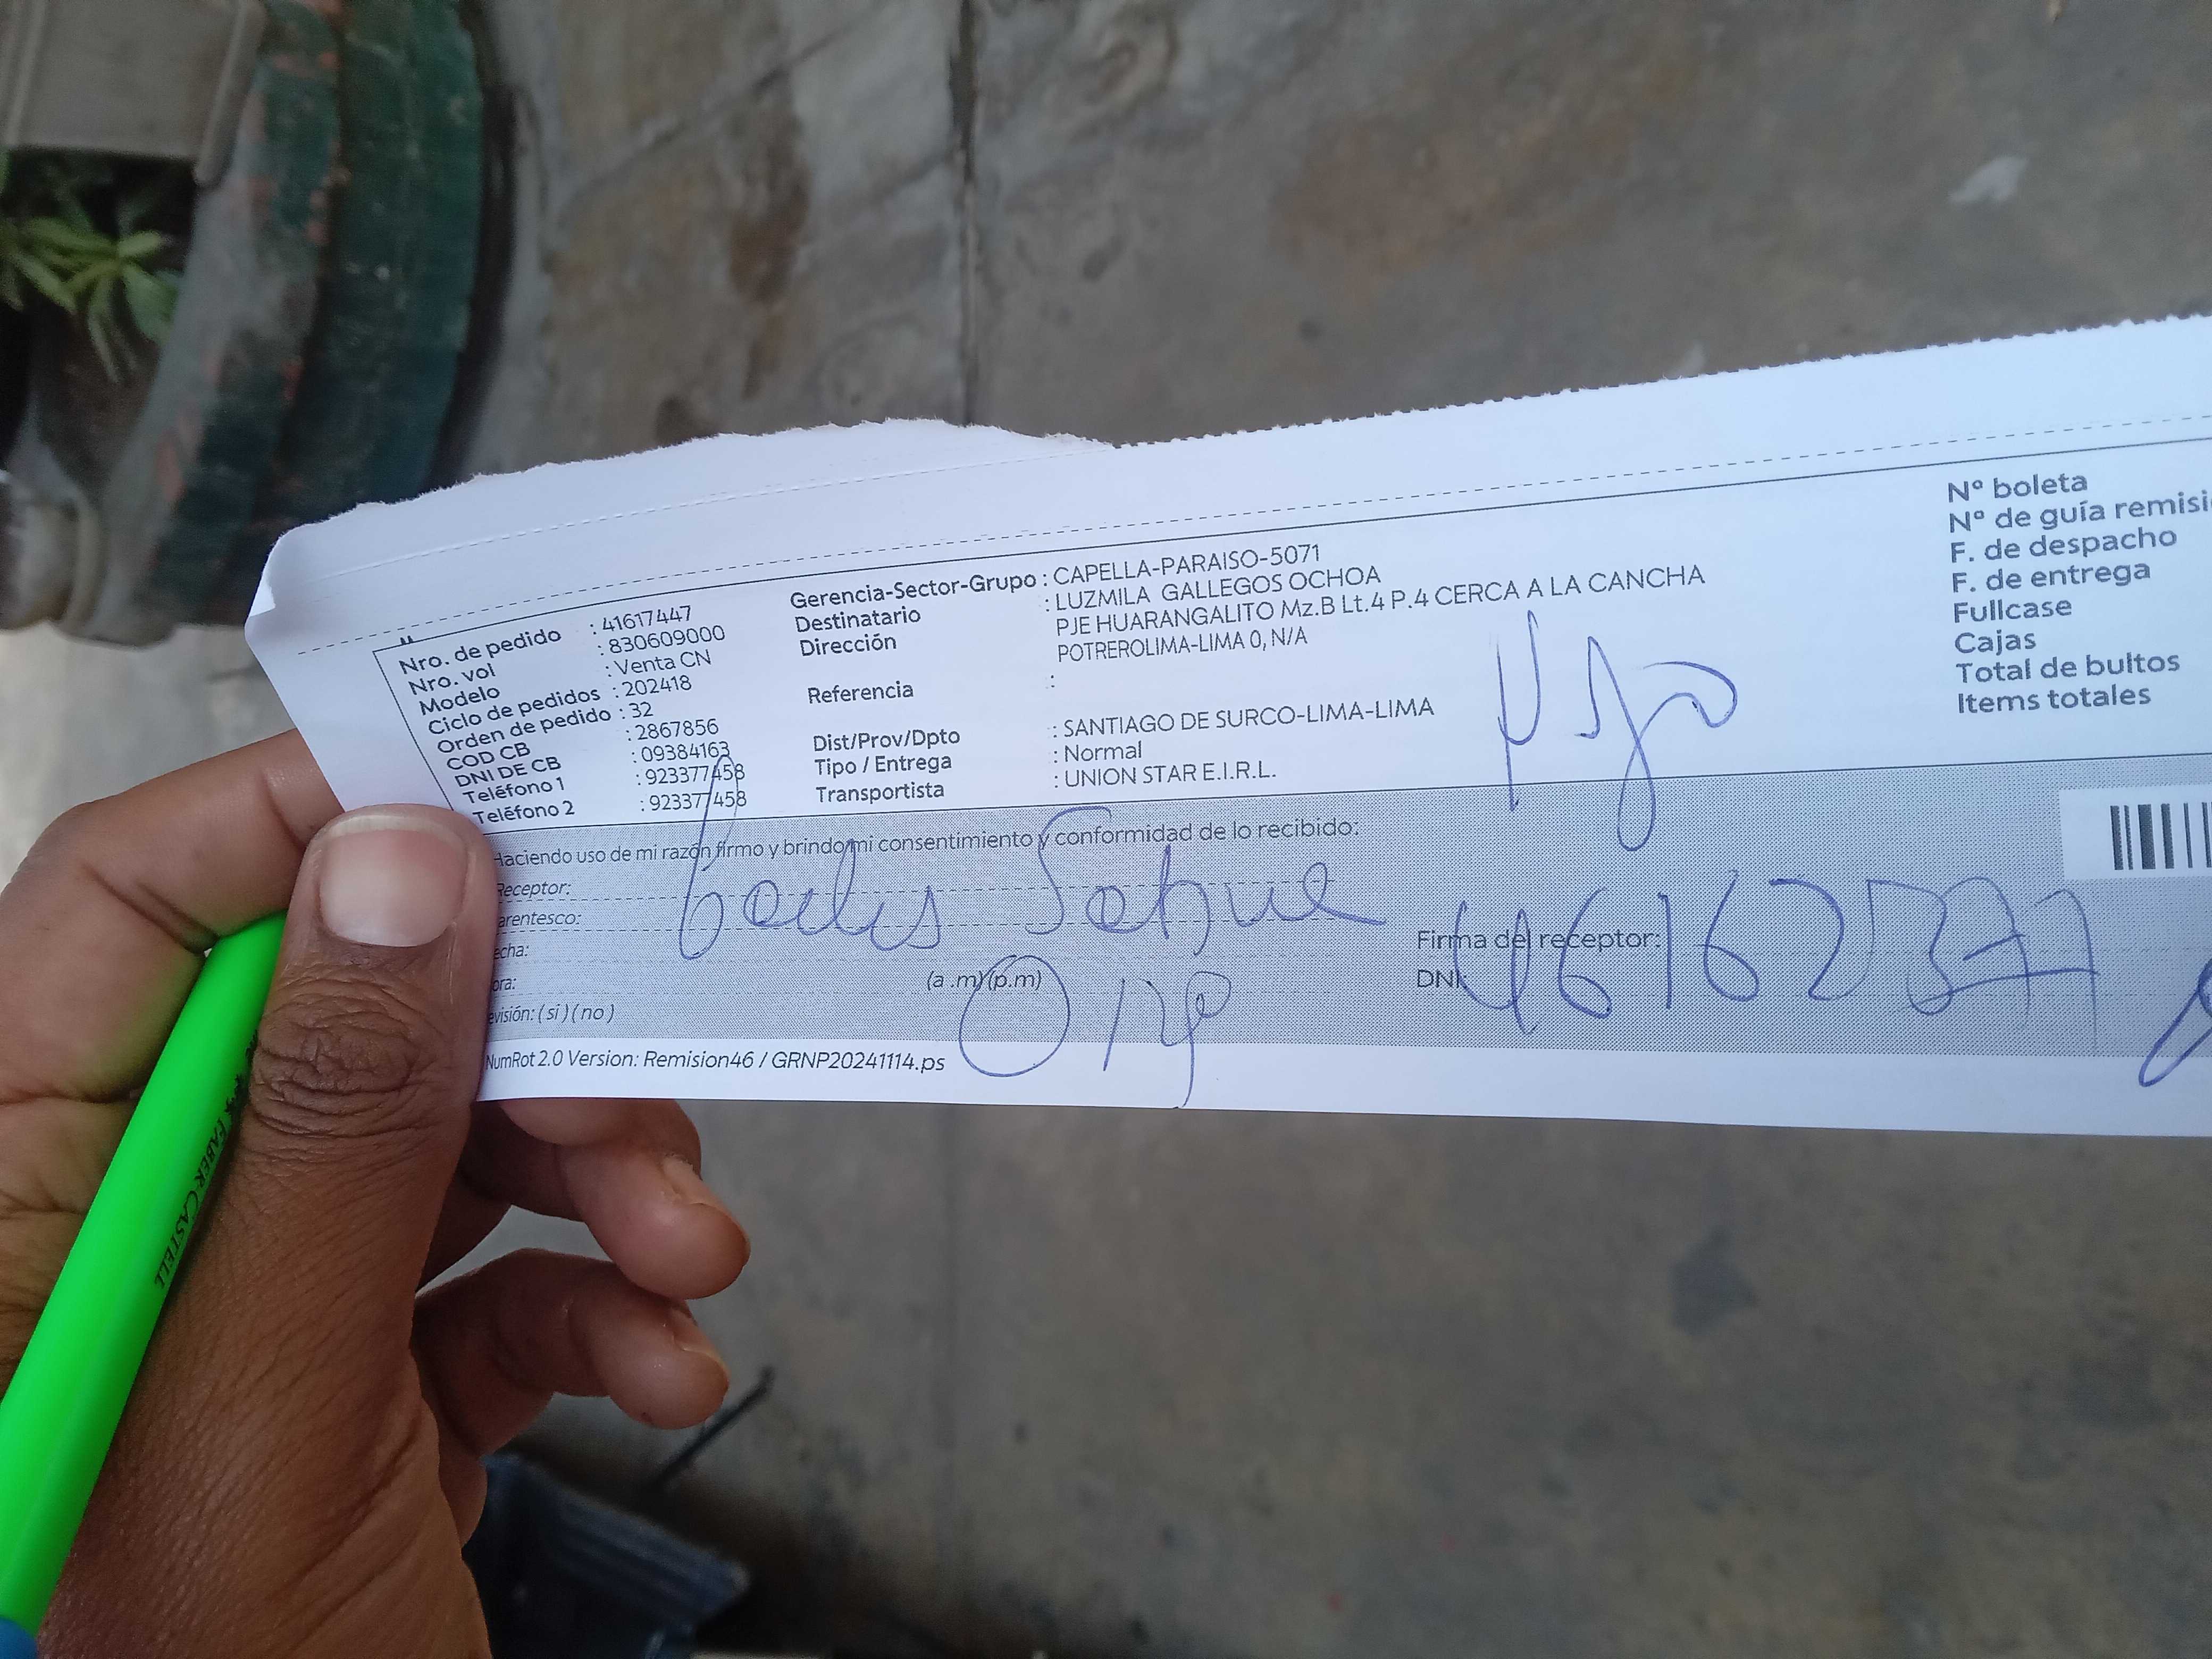 Nro. de pedido : 41617447
Nro. vol : 830609000
Modelo : Venta CN
Ciclo de pedidos : 202418
Orden de pedido : 32
COD CB : 2867856
DNI DE CB : 09384163
Teléfono 1 : 923377458
Teléfono 2 : 923377458
Gerencia-Sector-Grupo : CAPELLA-PARAISO-5071
Destinatario : LUZMILA GALLEGOS OCHOA
Dirección PJE HUARANGALITO Mz.B Lt.4 P.4 CERCA A LA CANCHA
POTREROLIMA-LIMA 0, N/A
Referencia :
Dist/Prov/Dpto : SANTIAGO DE SURCO-LIMA-LIMA
Tipo / Entrega : Normal
Transportista : UNION STAR E.I.R.L.
Nº boleta
Nº de guía remisi
F. de despacho
F. de entrega
Fullcase
Cajas
Total de bultos
Items totales
Haciendo uso de mi razón firmo y brindo mi consentimiento y conformidad de lo recibido:
Receptor:
arentesco:
echa:
ora: (a .m) (p.m)
evisión: ( si ) ( no )
Firma del receptor:
DNI:
NumRot 2.0 Version: Remision46 / GRNP20241114.ps
FABER-CASTELL